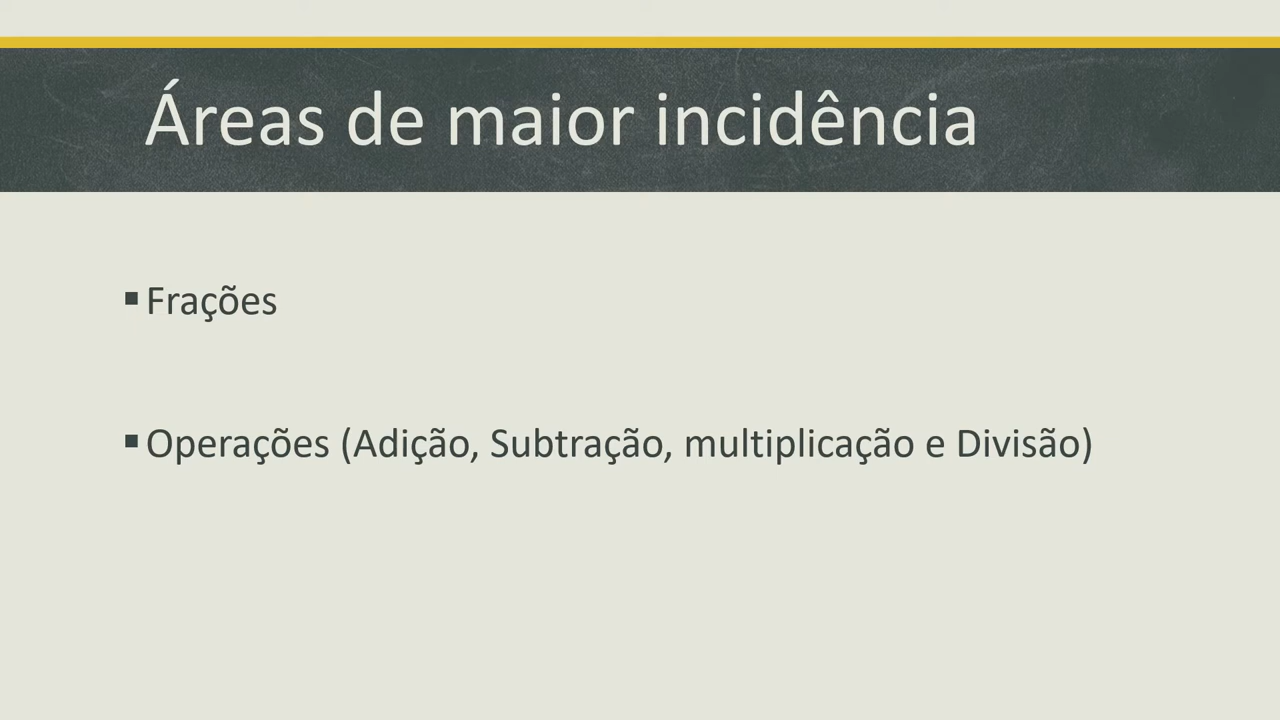 Áreas de maior incidência
▪Frações
▪Operações (Adição, Subtração, multiplicação e Divisão)